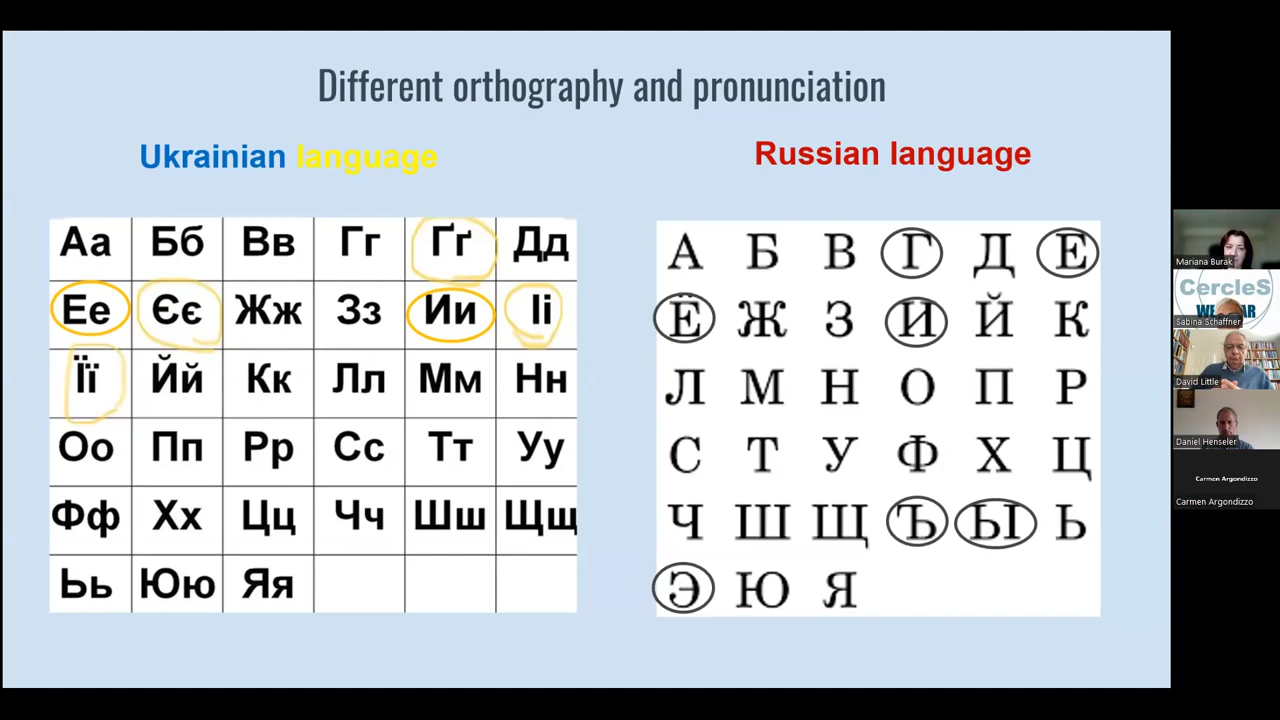 Different orthography and pronunciation
Ukrainian language
Аа Бб Вв Гг Ґґ Дд
Ее Єє Жж Зз Ии Іі
Її Йй Кк Лл Мм Нн
Оо Пп Рр Сс Тт Уу
Фф Хх Цц Чч Шш Щщ
Ьь Юю Яя
Russian language
А Б В Г Д Е
Ё Ж З И Й К
Л М Н О П Р
С Т У Ф Х Ц
Ч Ш Щ Ъ Ы Ь
Э Ю Я
Mariana Burak
CercleS
Sabina Schaffner
David Little
Daniel Henseler
Carmen Argondizzo
Carmen Argondizzo